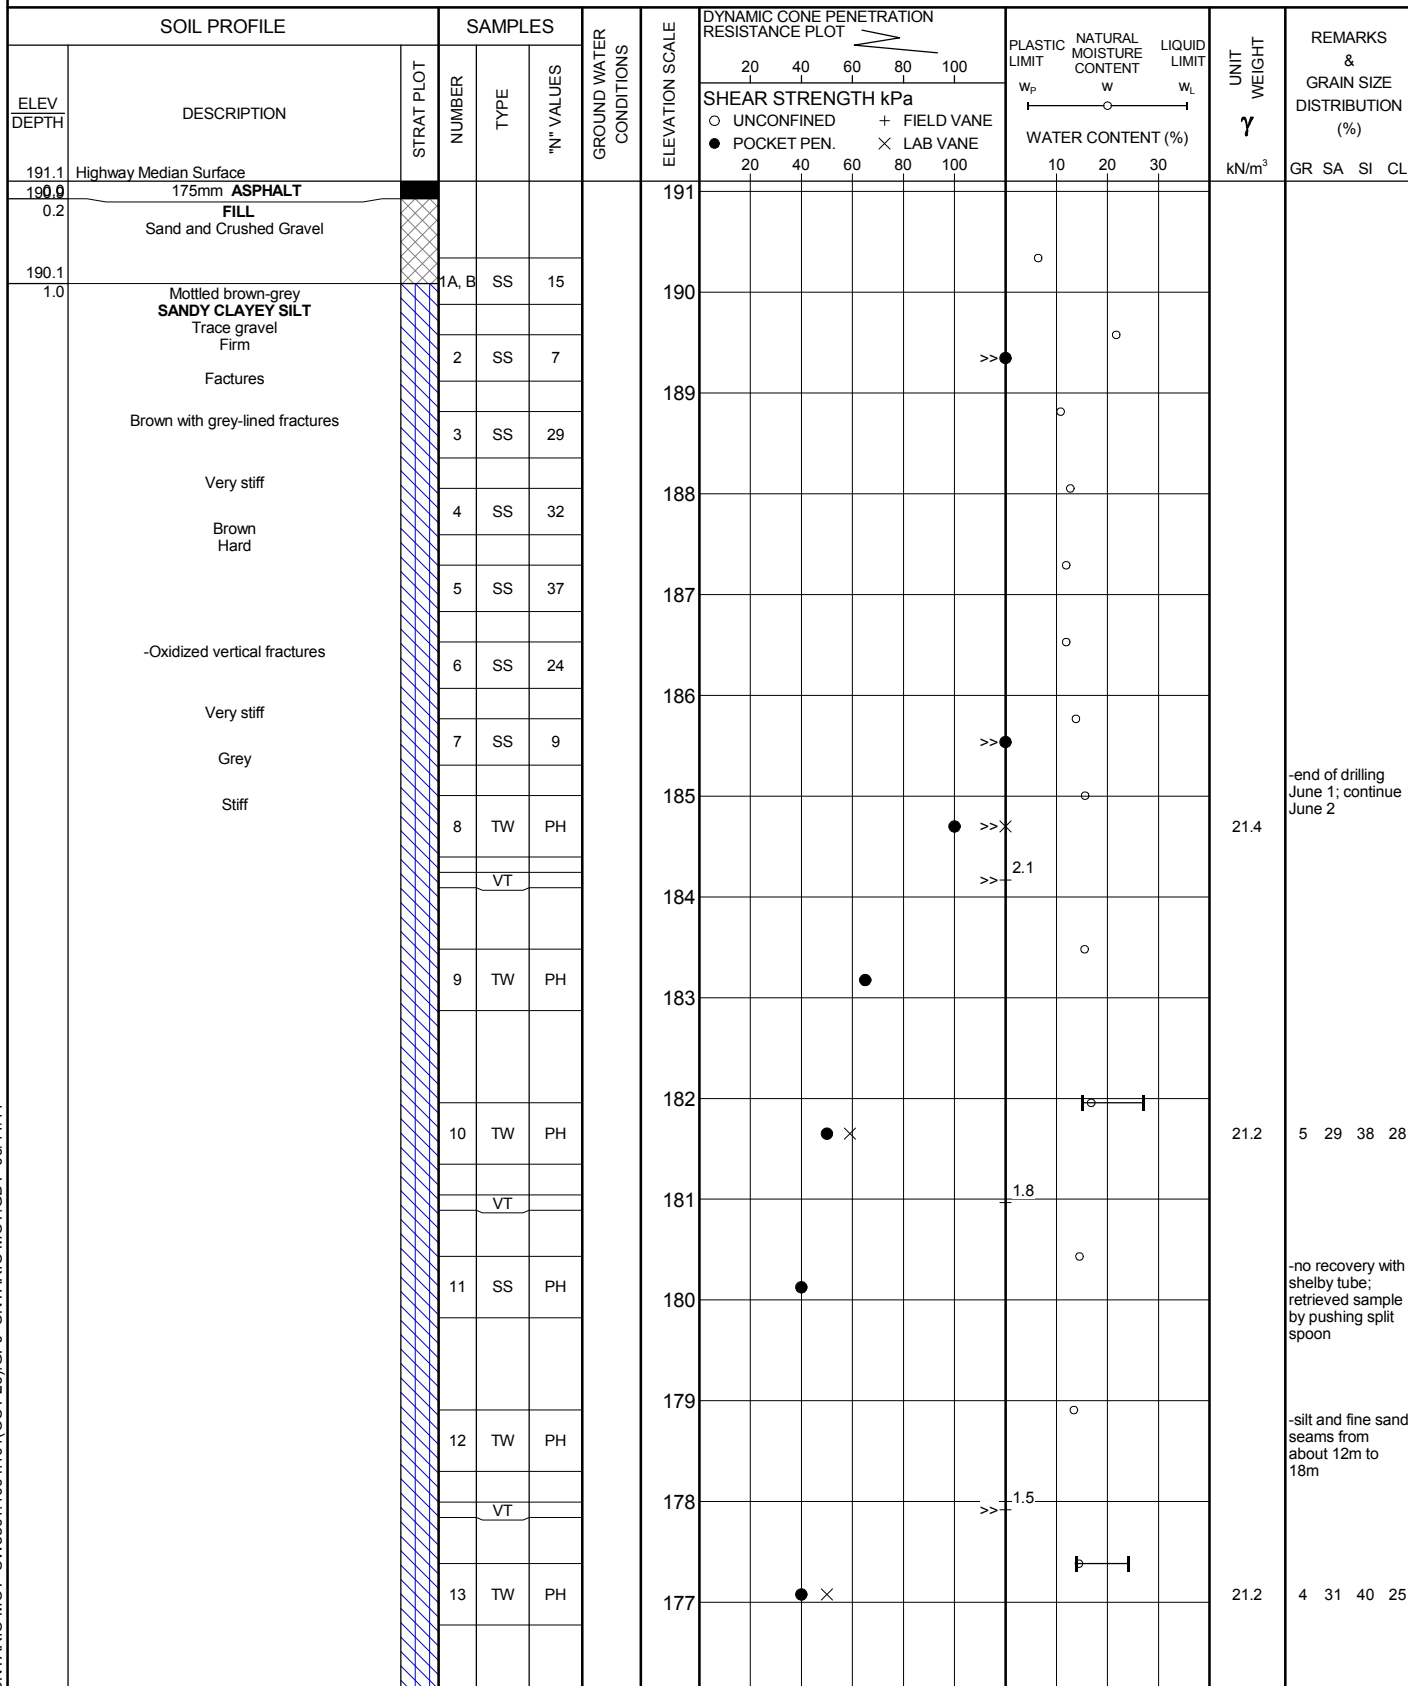 SOIL PROFILE
SAMPLES
GROUND WATER
CONDITIONS
ELEVATION SCALE
DYNAMIC CONE PENETRATION
RESISTANCE PLOT
20 40 60 80 100
SHEAR STRENGTH kPa
○ UNCONFINED + FIELD VANE
● POCKET PEN. × LAB VANE
PLASTIC
LIMIT
NATURAL
MOISTURE
CONTENT
LIQUID
LIMIT
WP W WL
WATER CONTENT (%)
10 20 30
UNIT
WEIGHT
γ
kN/m³
REMARKS
&
GRAIN SIZE
DISTRIBUTION
(%)
GR SA SI CL
ELEV
DEPTH
DESCRIPTION
STRAT PLOT
NUMBER
TYPE
"N" VALUES
191.1 Highway Median Surface
0.0 175mm ASPHALT
190.9
0.2 FILL
Sand and Crushed Gravel
190.1
1.0 Mottled brown-grey
SANDY CLAYEY SILT
Trace gravel
Firm
Factures
Brown with grey-lined fractures
Very stiff
Brown
Hard
-Oxidized vertical fractures
Very stiff
Grey
Stiff
1A, B SS 15
2 SS 7
3 SS 29
4 SS 32
5 SS 37
6 SS 24
7 SS 9
8 TW PH
VT
9 TW PH
10 TW PH
VT
11 SS PH
12 TW PH
VT
13 TW PH
191
190
189
188
187
186
185
184
183
182
181
180
179
178
177
>>
>>
>>
>> 2.1
1.8
>> 1.5
21.4
21.2
21.2
-end of drilling
June 1; continue
June 2
5 29 38 28
-no recovery with
shelby tube;
retrieved sample
by pushing split
spoon
-silt and fine sand
seams from
about 12m to
18m
4 31 40 25